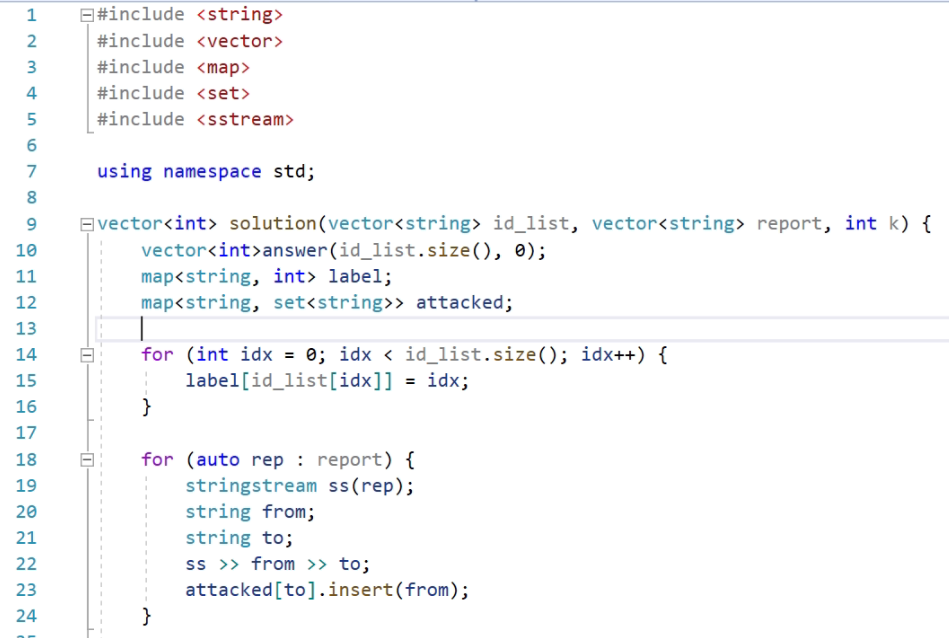 1 #include <string>
2 #include <vector>
3 #include <map>
4 #include <set>
5 #include <sstream>
6
7 using namespace std;
8
9 vector<int> solution(vector<string> id_list, vector<string> report, int k) {
10     vector<int>answer(id_list.size(), 0);
11     map<string, int> label;
12     map<string, set<string>> attacked;
13
14     for (int idx = 0; idx < id_list.size(); idx++) {
15         label[id_list[idx]] = idx;
16     }
17
18     for (auto rep : report) {
19         stringstream ss(rep);
20         string from;
21         string to;
22         ss >> from >> to;
23         attacked[to].insert(from);
24     }